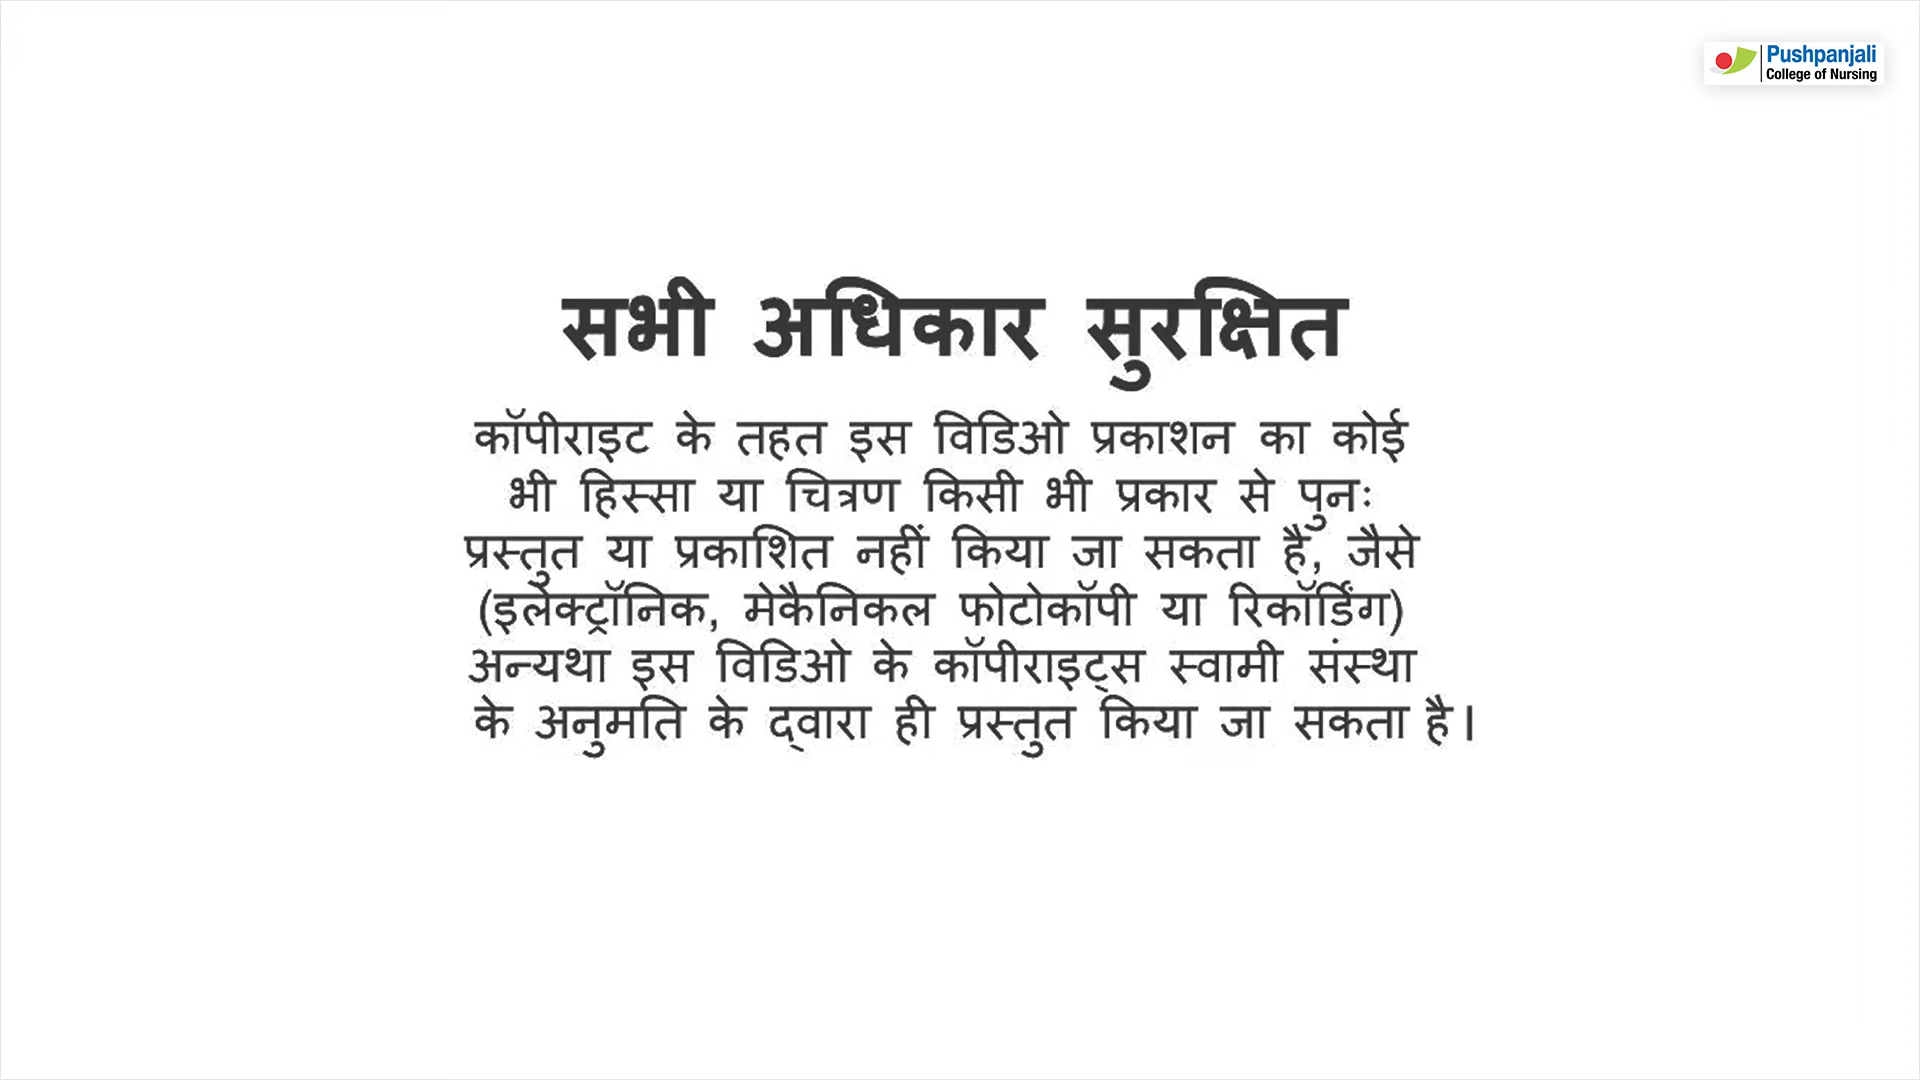 Pushpanjali
College of Nursing
सभी अधिकार सुरक्षित
कॉपीराइट के तहत इस विडिओ प्रकाशन का कोई
भी हिस्सा या चित्रण किसी भी प्रकार से पुनः
प्रस्तुत या प्रकाशित नहीं किया जा सकता है, जैसे
(इलेक्ट्रॉनिक, मेकैनिकल फोटोकॉपी या रिकॉर्डिंग)
अन्यथा इस विडिओ के कॉपीराइट्स स्वामी संस्था
के अनुमति के द्वारा ही प्रस्तुत किया जा सकता है।